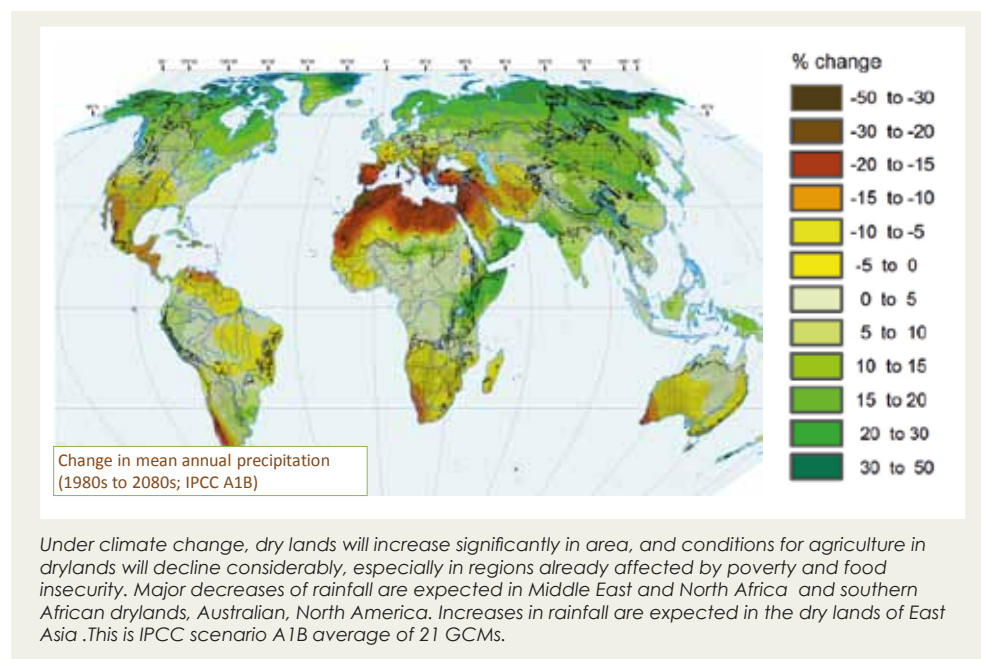 % change
-50 to -30
-30 to -20
-20 to -15
-15 to -10
-10 to -5
-5 to 0
0 to 5
5 to 10
10 to 15
15 to 20
20 to 30
30 to 50
Change in mean annual precipitation
(1980s to 2080s; IPCC A1B)
Under climate change, dry lands will increase significantly in area, and conditions for agriculture in
drylands will decline considerably, especially in regions already affected by poverty and food
insecurity. Major decreases of rainfall are expected in Middle East and North Africa  and southern
African drylands, Australian, North America. Increases in rainfall are expected in the dry lands of East
Asia .This is IPCC scenario A1B average of 21 GCMs.